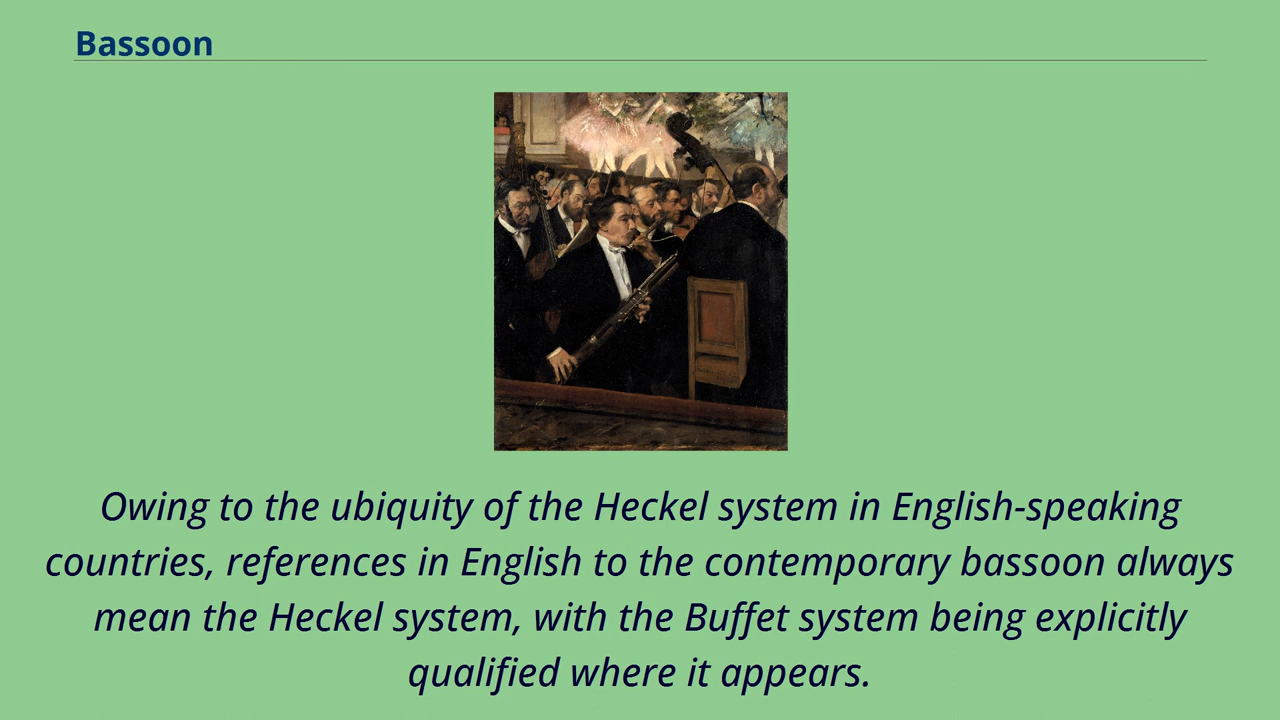 Bassoon
Owing to the ubiquity of the Heckel system in English-speaking
countries, references in English to the contemporary bassoon always
mean the Heckel system, with the Buffet system being explicitly
qualified where it appears.